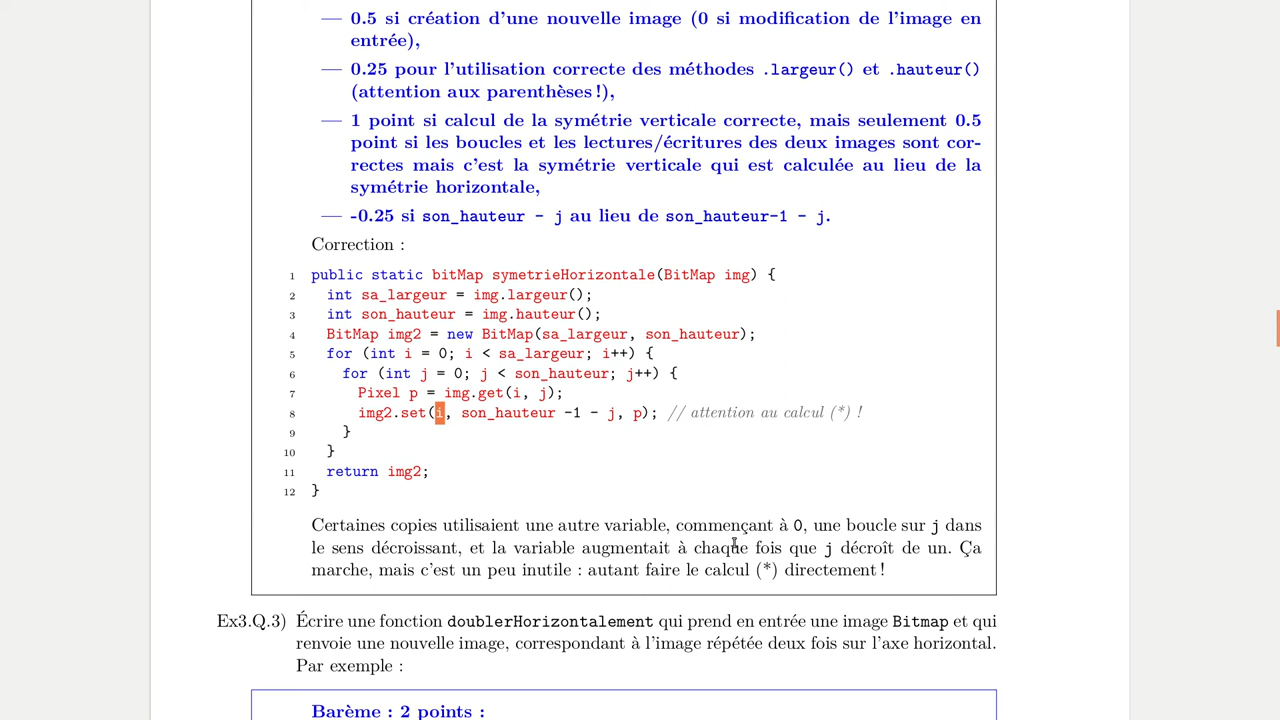 — 0.5 si création d'une nouvelle image (0 si modification de l'image en
entrée),
— 0.25 pour l'utilisation correcte des méthodes .largeur() et .hauteur()
(attention aux parenthèses !),
— 1 point si calcul de la symétrie verticale correcte, mais seulement 0.5
point si les boucles et les lectures/écritures des deux images sont cor-
rectes mais c'est la symétrie verticale qui est calculée au lieu de la
symétrie horizontale,
— -0.25 si son_hauteur - j au lieu de son_hauteur-1 - j.
Correction :
1 public static bitMap symetrieHorizontale(BitMap img) {
2 int sa_largeur = img.largeur();
3 int son_hauteur = img.hauteur();
4 BitMap img2 = new BitMap(sa_largeur, son_hauteur);
5 for (int i = 0; i < sa_largeur; i++) {
6 for (int j = 0; j < son_hauteur; j++) {
7 Pixel p = img.get(i, j);
8 img2.set(i, son_hauteur -1 - j, p); // attention au calcul (*) !
9 }
10 }
11 return img2;
12 }
Certaines copies utilisaient une autre variable, commençant à 0, une boucle sur j dans
le sens décroissant, et la variable augmentait à chaque fois que j décroît de un. Ça
marche, mais c'est un peu inutile : autant faire le calcul (*) directement !
Ex3.Q.3) Écrire une fonction doublerHorizontalement qui prend en entrée une image Bitmap et qui
renvoie une nouvelle image, correspondant à l'image répétée deux fois sur l'axe horizontal.
Par exemple :
Barème : 2 points :